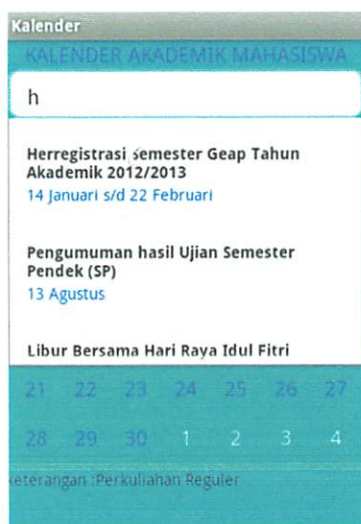 Kalender
KALENDER AKADEMIK MAHASISWA
h
Herregistrasi semester Geap Tahun
Akademik 2012/2013
14 Januari s/d 22 Februari
Pengumuman hasil Ujian Semester
Pendek (SP)
13 Agustus
Libur Bersama Hari Raya Idul Fitri
21 22 23 24 25 26 27
28 29 30 1 2 3 4
keterangan :Perkuliahan Reguler